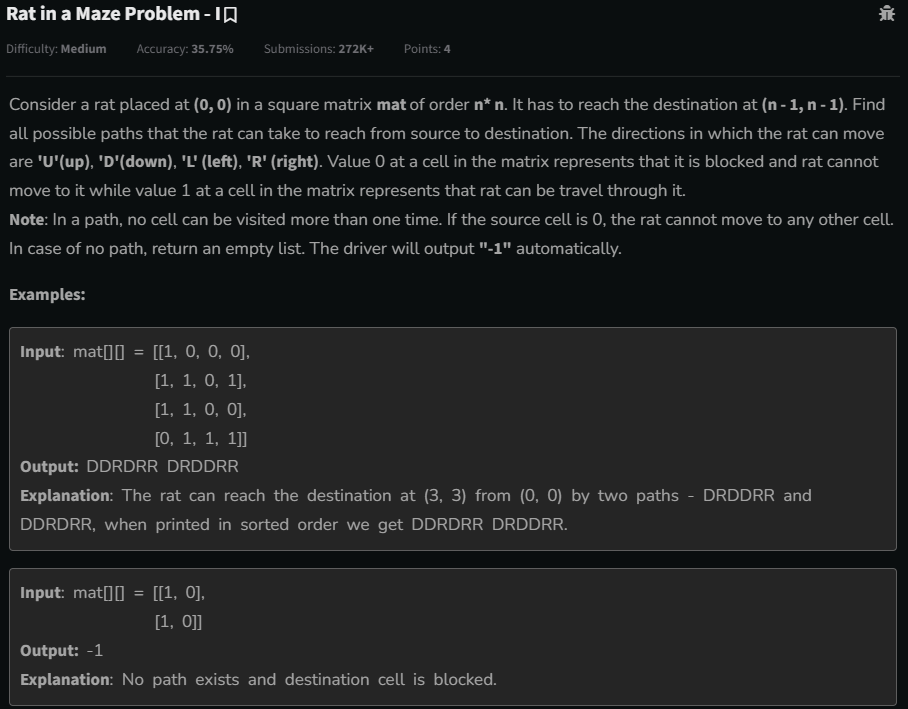 Rat in a Maze Problem - I
Difficulty: Medium Accuracy: 35.75% Submissions: 272K+ Points: 4
Consider a rat placed at (0, 0) in a square matrix mat of order n* n. It has to reach the destination at (n - 1, n - 1). Find
all possible paths that the rat can take to reach from source to destination. The directions in which the rat can move
are 'U'(up), 'D'(down), 'L' (left), 'R' (right). Value 0 at a cell in the matrix represents that it is blocked and rat cannot
move to it while value 1 at a cell in the matrix represents that rat can be travel through it.
Note: In a path, no cell can be visited more than one time. If the source cell is 0, the rat cannot move to any other cell.
In case of no path, return an empty list. The driver will output "-1" automatically.
Examples:
Input: mat[][] = [[1, 0, 0, 0],
[1, 1, 0, 1],
[1, 1, 0, 0],
[0, 1, 1, 1]]
Output: DDRDRR DRDDRR
Explanation: The rat can reach the destination at (3, 3) from (0, 0) by two paths - DRDDRR and
DDRDRR, when printed in sorted order we get DDRDRR DRDDRR.
Input: mat[][] = [[1, 0],
[1, 0]]
Output: -1
Explanation: No path exists and destination cell is blocked.